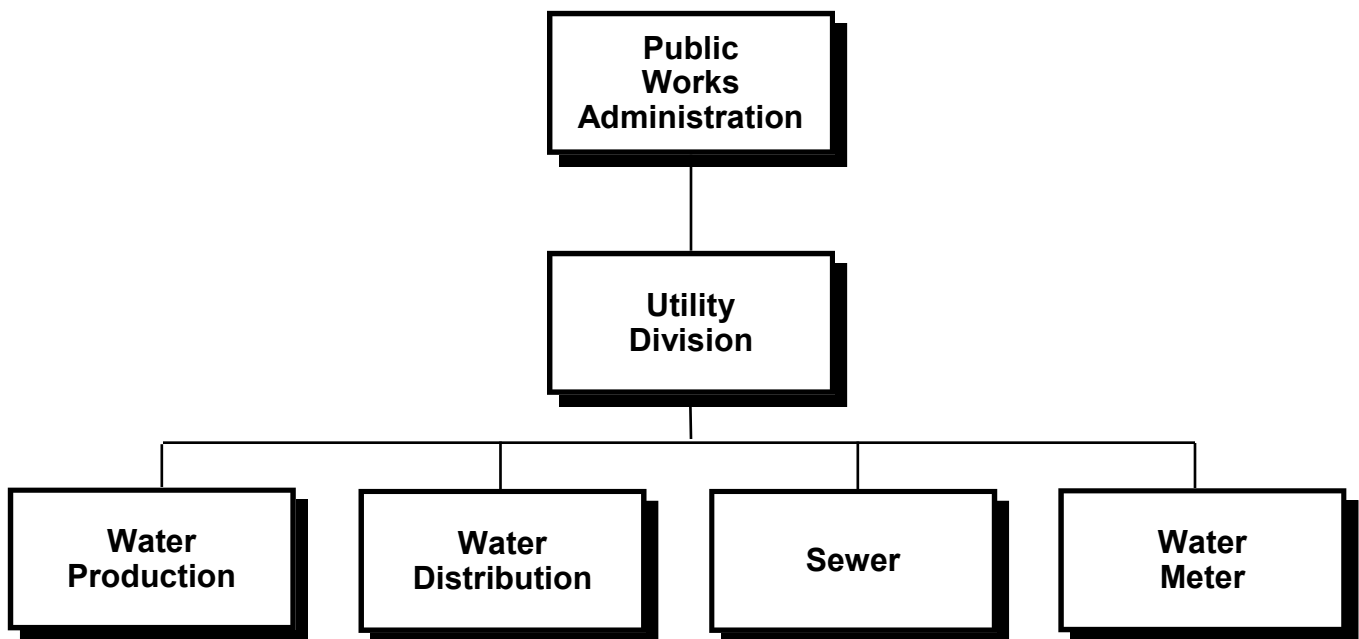 Public
Works
Administration
Utility
Division
Water
Production
Water
Distribution
Sewer
Water
Meter